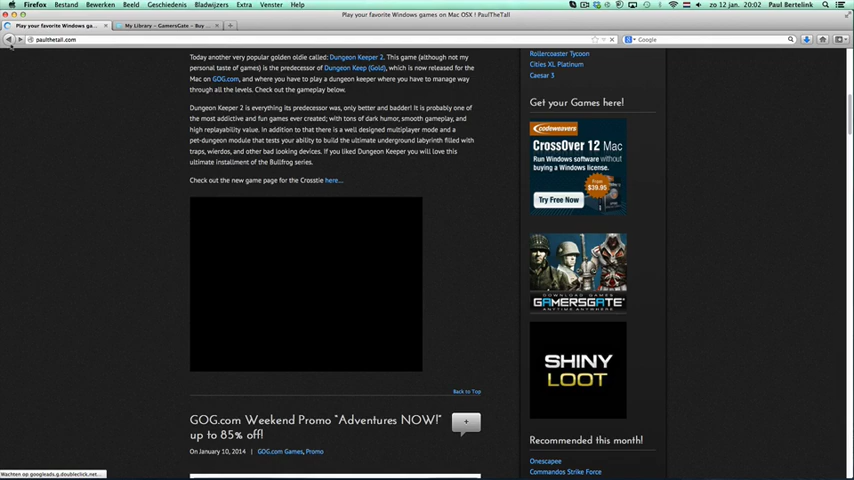 Firefox Bestand Bewerken Beeld Geschiedenis Bladwijzers Extra Venster Help
zo 12 jan. 20:02 Paul Bertelink
Play your favorite Windows games on Mac OSX ! PaulTheTall
Play your favorite Windows ga... My Library – GamersGate – Buy ...
paulthetall.com
Google
Today another very popular golden oldie called: Dungeon Keeper 2. This game (although not my
personal taste of games) is the predecessor of Dungeon Keep (Gold), which is now released for the
Mac on GOG.com, and where you have to play a dungeon keeper where you have to manage way
through all the levels. Check out the gameplay below.
Dungeon Keeper 2 is everything its predecessor was, only better and badder! It is probably one of
the most addictive and fun games ever created; with tons of dark humor, smooth gameplay, and
high replayability value. In addition to that there is a well designed multiplayer mode and a
pet-dungeon module that tests your ability to build the ultimate underground labyrinth filled with
traps, wierdos, and other bad looking devices. If you liked Dungeon Keeper you will love this
ultimate installment of the Bullfrog series.
Check out the new game page for the Crosstie here...
Back to Top
GOG.com Weekend Promo "Adventures NOW!"
up to 85% off!
+
On January 10, 2014 | GOG.com Games, Promo
Rollercoaster Tycoon
Cities XL Platinum
Caesar 3
Get your Games here!
codeweavers
CrossOver 12 Mac
Run Windows software without
buying a Windows license.
From
$39.95
Try Free Now
DOWNLOAD GAMES
GAMERSGATE
ANYTIME ANYWHERE
SHINY
LOOT
Recommended this month!
Onescapee
Commandos Strike Force
Wachten op googleads.g.doubleclick.net...